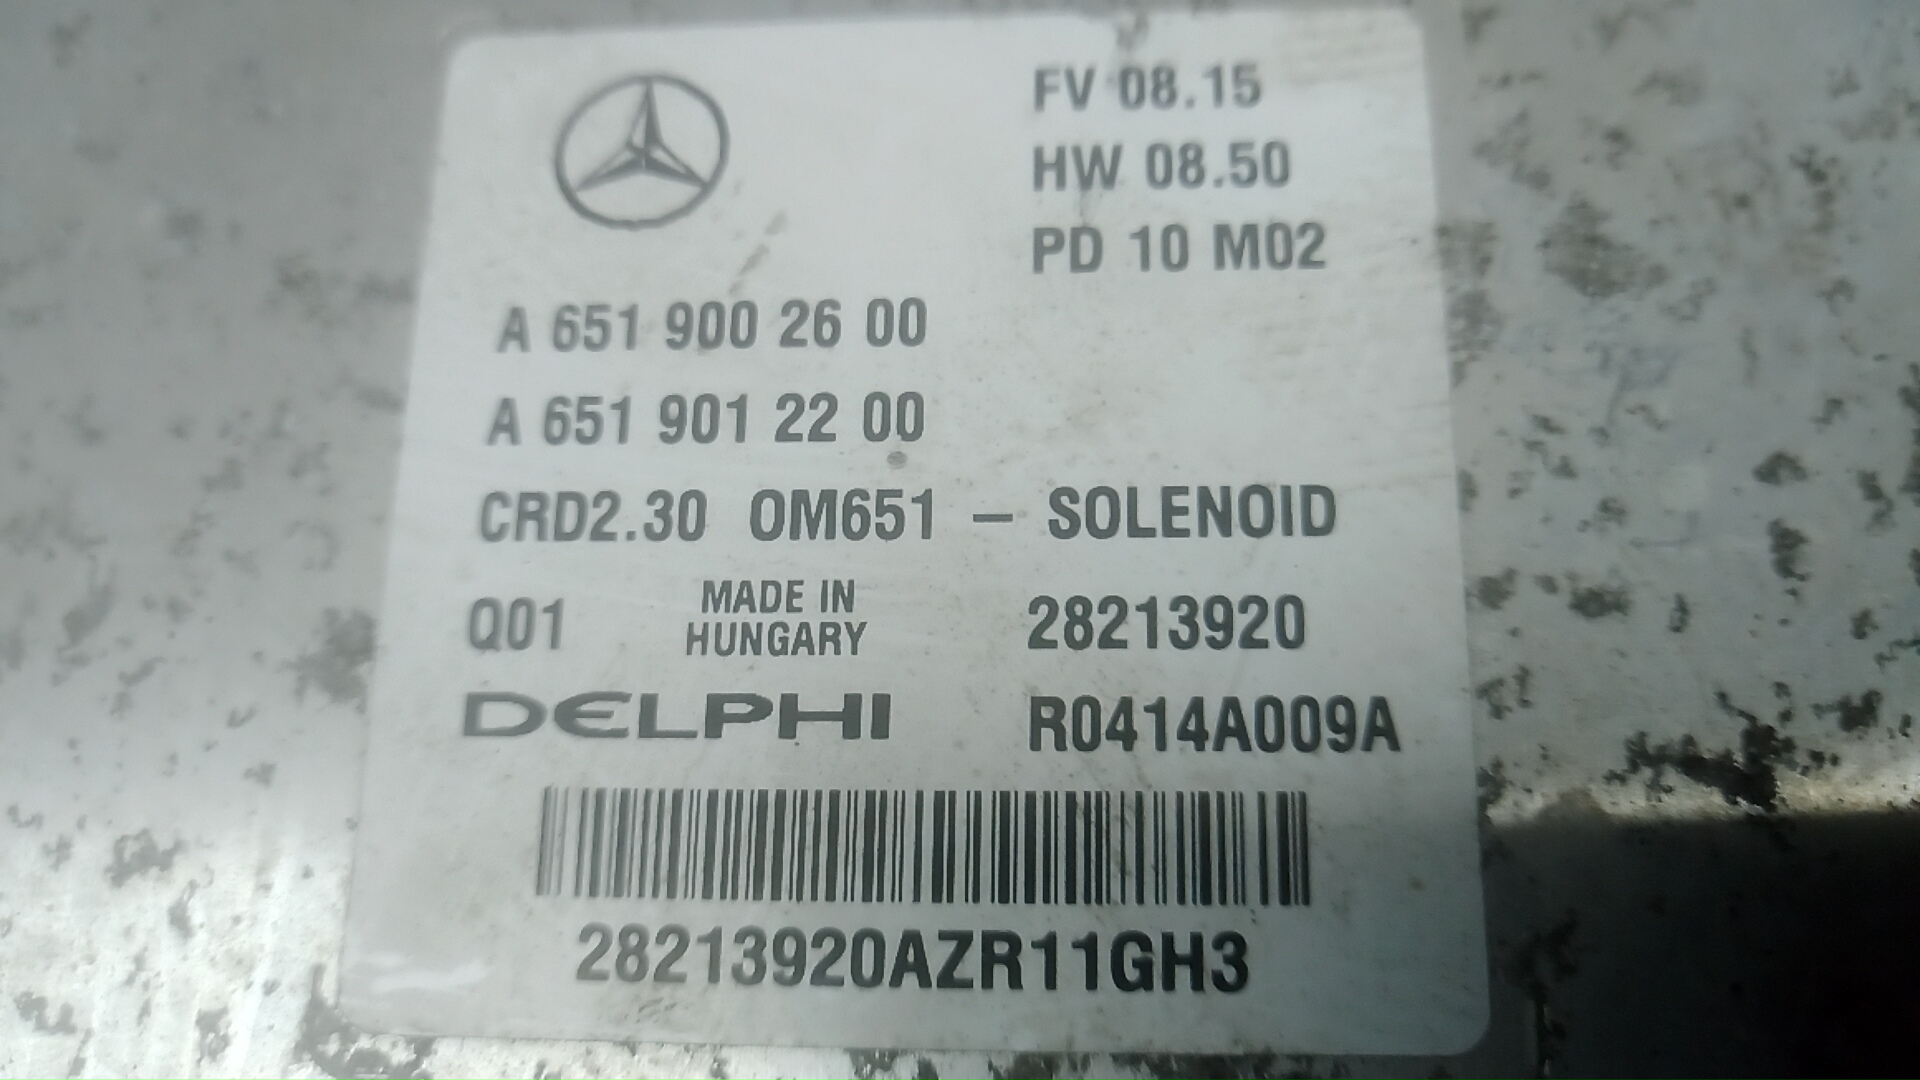 FV 08.15
HW 08.50
PD 10 M02
A 651 900 26 00
A 651 901 22 00
CRD2.30 OM651 – SOLENOID
Q01 MADE IN HUNGARY 28213920
DELPHI R0414A009A
28213920AZR11GH3